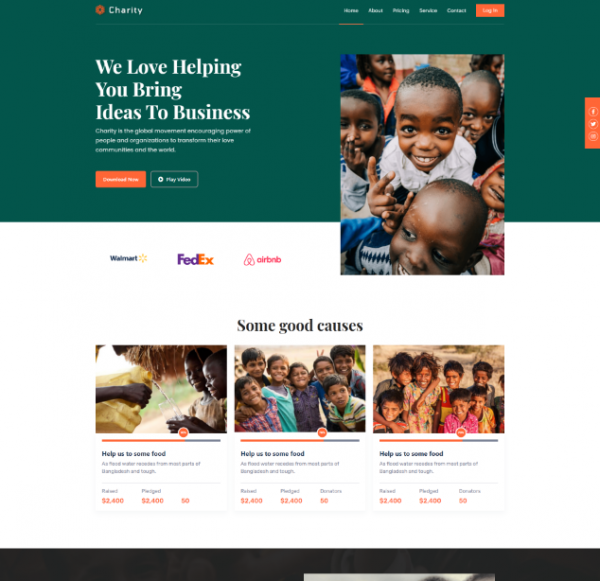 Charity
Home About Pricing Service Contact Log In
We Love Helping
You Bring
Ideas To Business
Charity is the global movement encouraging power of
people and organizations to transform their love
communities and the world.
Download Now Play Video
Walmart FedEx airbnb
Some good causes
Help us to some food
As flood water recedes from most parts of
Bangladesh and tough.
Raised Pledged
$2,400 $2,400 50
Help us to some food
As flood water recedes from most parts of
Bangladesh and tough.
Raised Pledged Donators
$2,400 $2,400 50
Help us to some food
As flood water recedes from most parts of
Bangladesh and tough.
Raised Pledged Donators
$2,400 $2,400 50